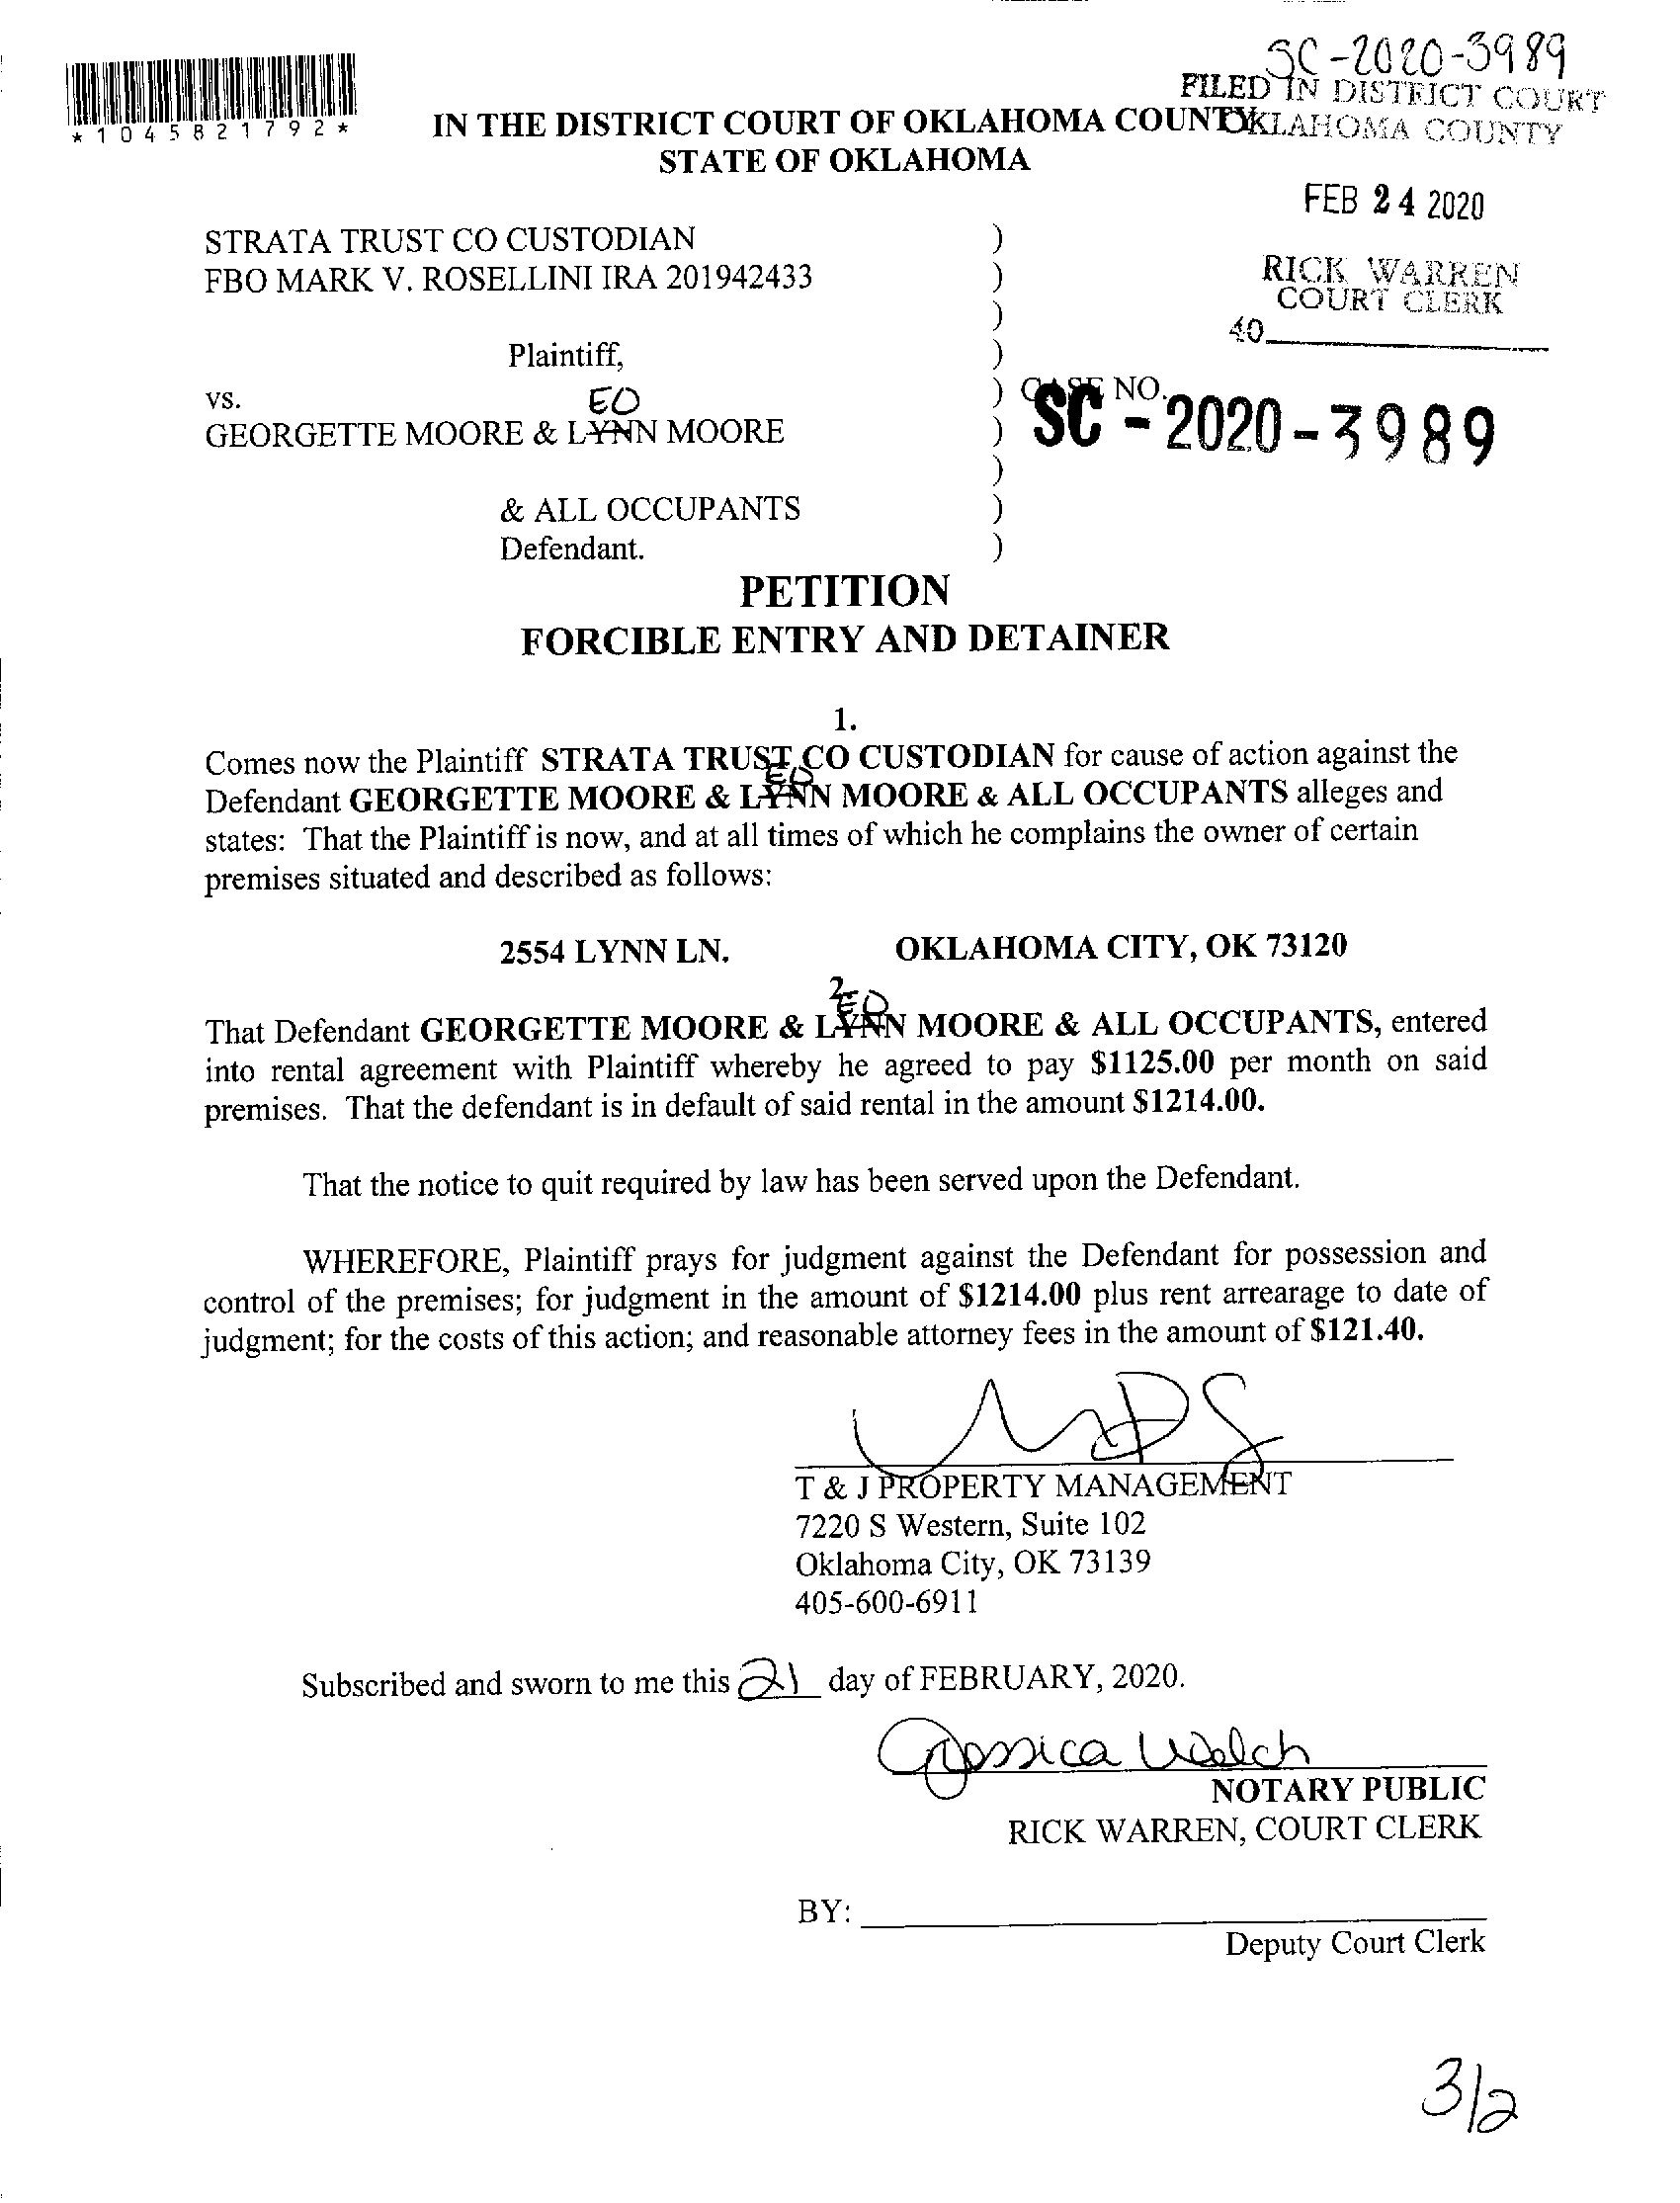 SC-2020-3989
FILED IN DISTRICT COURT
OKLAHOMA COUNTY
*1045821792*
IN THE DISTRICT COURT OF OKLAHOMA COUNTY
STATE OF OKLAHOMA
FEB 24 2020
STRATA TRUST CO CUSTODIAN )
FBO MARK V. ROSELLINI IRA 201942433 )
RICK WARREN
COURT CLERK
)
40
Plaintiff, )
vs. )
CASE NO.
EO
GEORGETTE MOORE & LYNN MOORE )
SC-2020-3989
)
& ALL OCCUPANTS )
Defendant. )
PETITION
FORCIBLE ENTRY AND DETAINER
1.
Comes now the Plaintiff STRATA TRUST CO CUSTODIAN for cause of action against the
EO
Defendant GEORGETTE MOORE & LYNN MOORE & ALL OCCUPANTS alleges and
states: That the Plaintiff is now, and at all times of which he complains the owner of certain
premises situated and described as follows:
2554 LYNN LN. OKLAHOMA CITY, OK 73120
2.
EO
That Defendant GEORGETTE MOORE & LYNN MOORE & ALL OCCUPANTS, entered
into rental agreement with Plaintiff whereby he agreed to pay $1125.00 per month on said
premises. That the defendant is in default of said rental in the amount $1214.00.
That the notice to quit required by law has been served upon the Defendant.
WHEREFORE, Plaintiff prays for judgment against the Defendant for possession and
control of the premises; for judgment in the amount of $1214.00 plus rent arrearage to date of
judgment; for the costs of this action; and reasonable attorney fees in the amount of $121.40.
T & J PROPERTY MANAGEMENT
7220 S Western, Suite 102
Oklahoma City, OK 73139
405-600-6911
Subscribed and sworn to me this 21 day of FEBRUARY, 2020.
Jessica Welch
NOTARY PUBLIC
RICK WARREN, COURT CLERK
BY:
Deputy Court Clerk
3/2